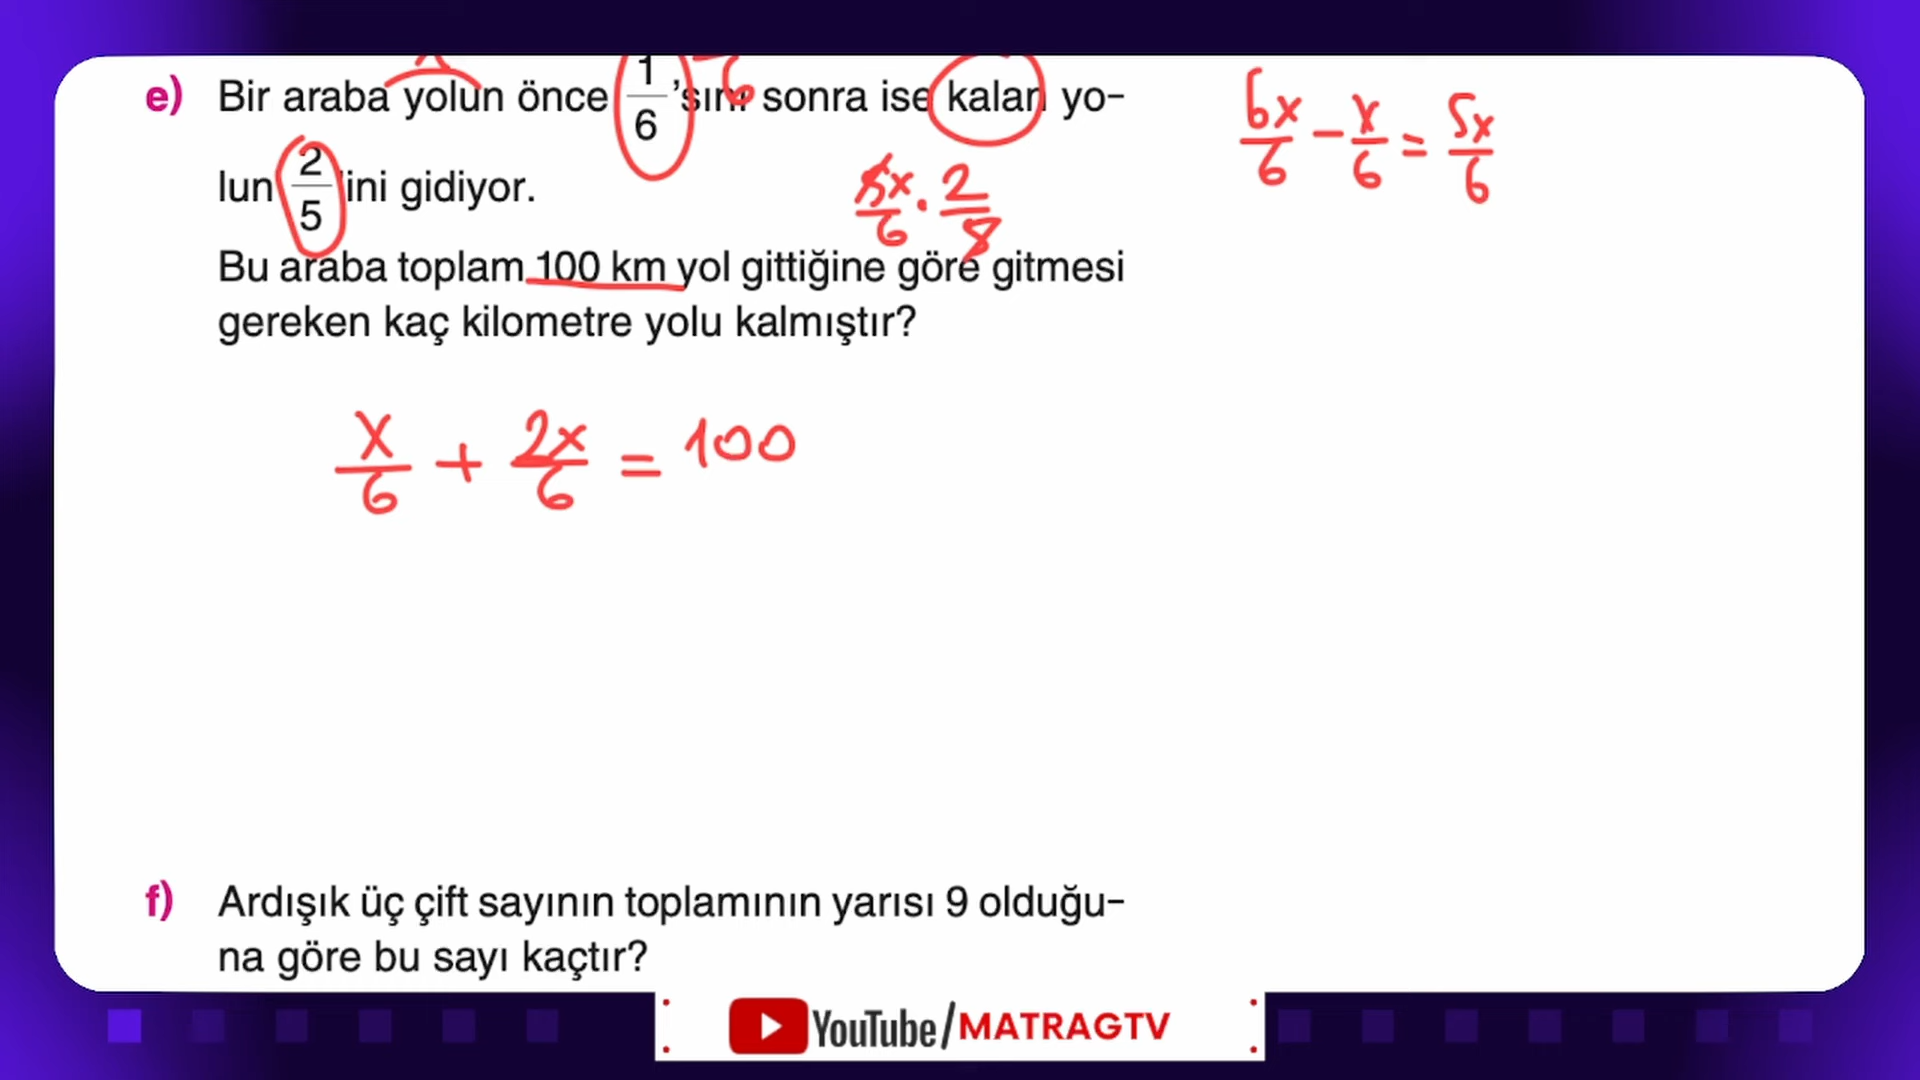 e) Bir araba yolun önce 1/6 'sını sonra ise kalan yo-
6x/6 - x/6 = 5x/6
lun 2/5 'ini gidiyor.
5x/6 . 2/5
Bu araba toplam 100 km yol gittiğine göre gitmesi
gereken kaç kilometre yolu kalmıştır?
x/6 + 2x/6 = 100
f) Ardışık üç çift sayının toplamının yarısı 9 olduğu-
na göre bu sayı kaçtır?
YouTube/MATRAGTV